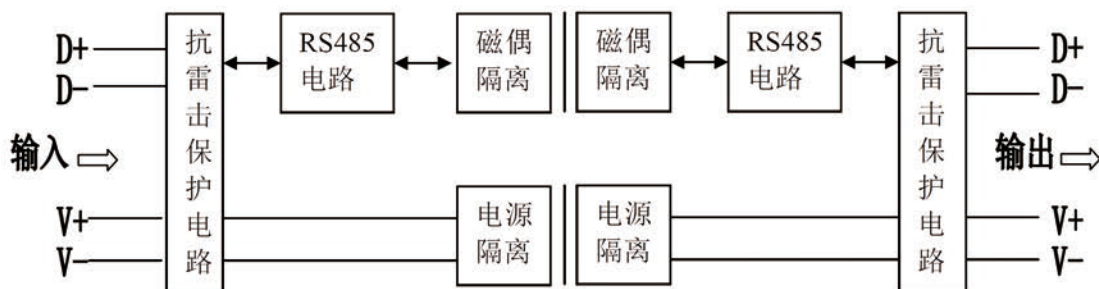 D+
D-
输入
V+
V-
抗雷击保护电路
RS485
电路
磁偶
隔离
磁偶
隔离
RS485
电路
电源
隔离
电源
隔离
抗雷击保护电路
D+
D-
输出
V+
V-